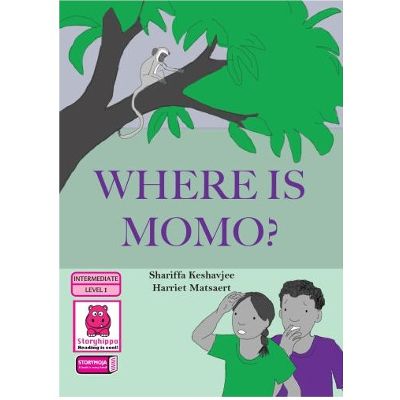 WHERE IS
MOMO?
Shariffa Keshavjee
Harriet Matsaert
INTERMEDIATE
LEVEL 1
Storyhippo
Reading is cool!
STORYMOJA